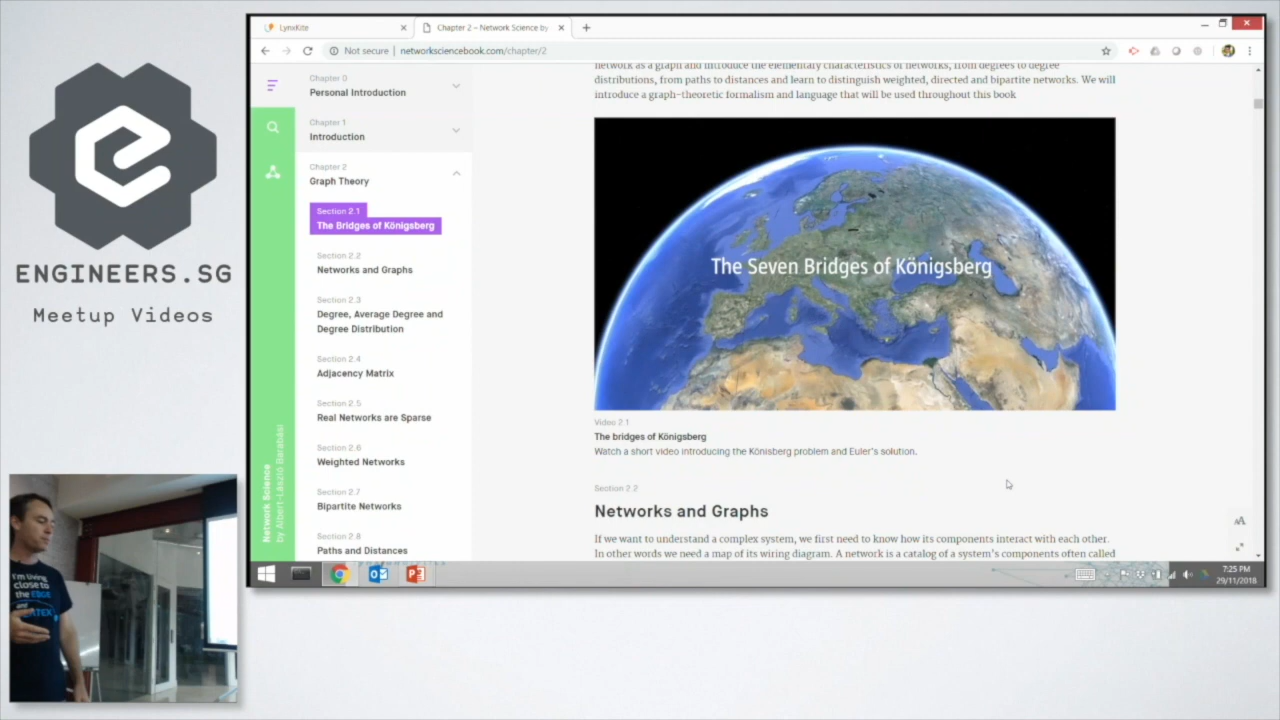 ENGINEERS.SG
Meetup Videos
I'm living
close to
the EDGE
and
LynxKite
Chapter 2 – Network Science by
Not secure | networksciencebook.com/chapter/2
Chapter 0
Personal Introduction
Chapter 1
Introduction
Chapter 2
Graph Theory
Section 2.1
The Bridges of Königsberg
Section 2.2
Networks and Graphs
Section 2.3
Degree, Average Degree and
Degree Distribution
Section 2.4
Adjacency Matrix
Section 2.5
Real Networks are Sparse
Section 2.6
Weighted Networks
Section 2.7
Bipartite Networks
Section 2.8
Paths and Distances
Network Science
by Albert-László Barabási
network as a graph and introduce the elementary characteristics of networks, from degrees to degree
distributions, from paths to distances and learn to distinguish weighted, directed and bipartite networks. We will
introduce a graph-theoretic formalism and language that will be used throughout this book
The Seven Bridges of Königsberg
Video 2.1
The bridges of Königsberg
Watch a short video introducing the Könisberg problem and Euler's solution.
Section 2.2
Networks and Graphs
If we want to understand a complex system, we first need to know how its components interact with each other.
In other words we need a map of its wiring diagram. A network is a catalog of a system's components often called
AA
7:25 PM
29/11/2018